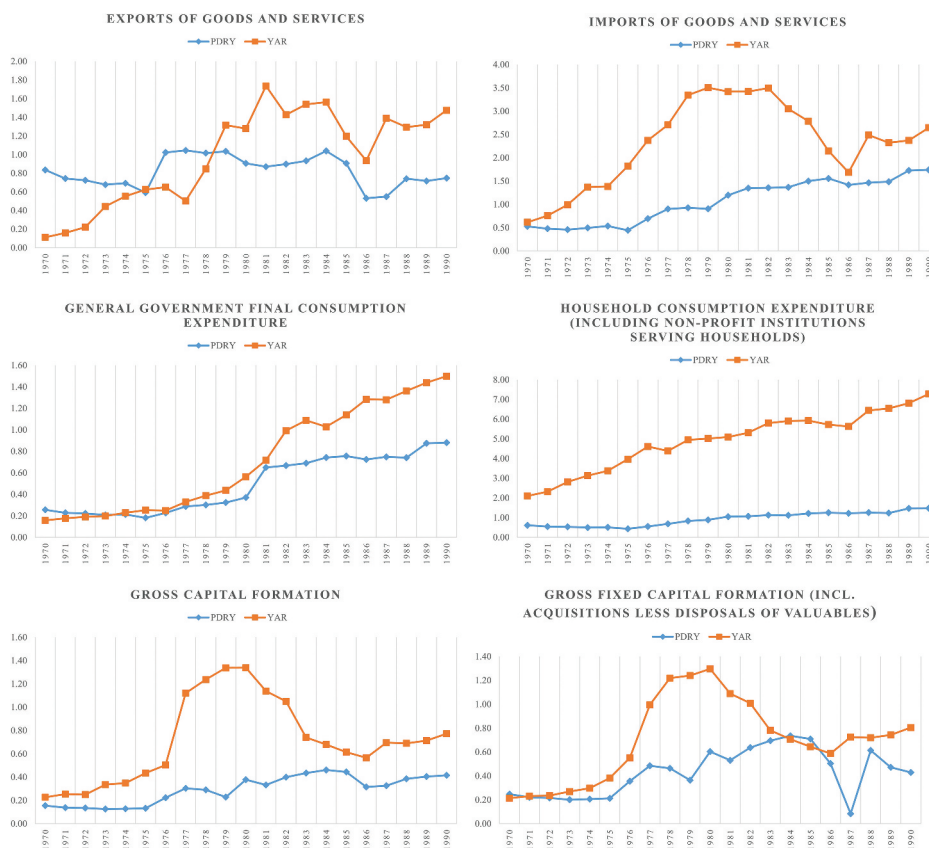 EXPORTS OF GOODS AND SERVICES
PDRY YAR
2.00
1.80
1.60
1.40
1.20
1.00
0.80
0.60
0.40
0.20
0.00
1970 1971 1972 1973 1974 1975 1976 1977 1978 1979 1980 1981 1982 1983 1984 1985 1986 1987 1988 1989 1990
IMPORTS OF GOODS AND SERVICES
PDRY YAR
4.00
3.50
3.00
2.50
2.00
1.50
1.00
0.50
0.00
1970 1971 1972 1973 1974 1975 1976 1977 1978 1979 1980 1981 1982 1983 1984 1985 1986 1987 1988 1989 1990
GENERAL GOVERNMENT FINAL CONSUMPTION
EXPENDITURE
PDRY YAR
1.60
1.40
1.20
1.00
0.80
0.60
0.40
0.20
0.00
1970 1971 1972 1973 1974 1975 1976 1977 1978 1979 1980 1981 1982 1983 1984 1985 1986 1987 1988 1989 1990
HOUSEHOLD CONSUMPTION EXPENDITURE
(INCLUDING NON-PROFIT INSTITUTIONS
SERVING HOUSEHOLDS)
PDRY YAR
8.00
7.00
6.00
5.00
4.00
3.00
2.00
1.00
0.00
1970 1971 1972 1973 1974 1975 1976 1977 1978 1979 1980 1981 1982 1983 1984 1985 1986 1987 1988 1989 1990
GROSS CAPITAL FORMATION
PDRY YAR
1.60
1.40
1.20
1.00
0.80
0.60
0.40
0.20
0.00
1970 1971 1972 1973 1974 1975 1976 1977 1978 1979 1980 1981 1982 1983 1984 1985 1986 1987 1988 1989 1990
GROSS FIXED CAPITAL FORMATION (INCL.
ACQUISITIONS LESS DISPOSALS OF VALUABLES)
PDRY YAR
1.40
1.20
1.00
0.80
0.60
0.40
0.20
0.00
1970 1971 1972 1973 1974 1975 1976 1977 1978 1979 1980 1981 1982 1983 1984 1985 1986 1987 1988 1989 1990